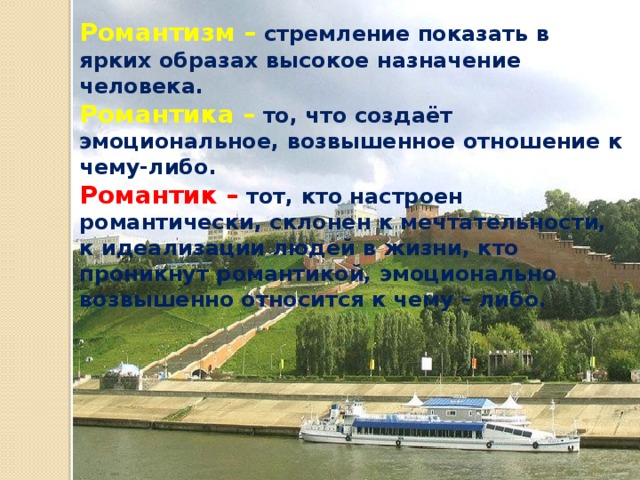 Романтизм – стремление показать в
ярких образах высокое назначение
человека.
Романтика – то, что создаёт
эмоциональное, возвышенное отношение к
чему-либо.
Романтик – тот, кто настроен
романтически, склонен к мечтательности,
к идеализации людей в жизни, кто
проникнут романтикой, эмоционально
возвышенно относится к чему – либо.